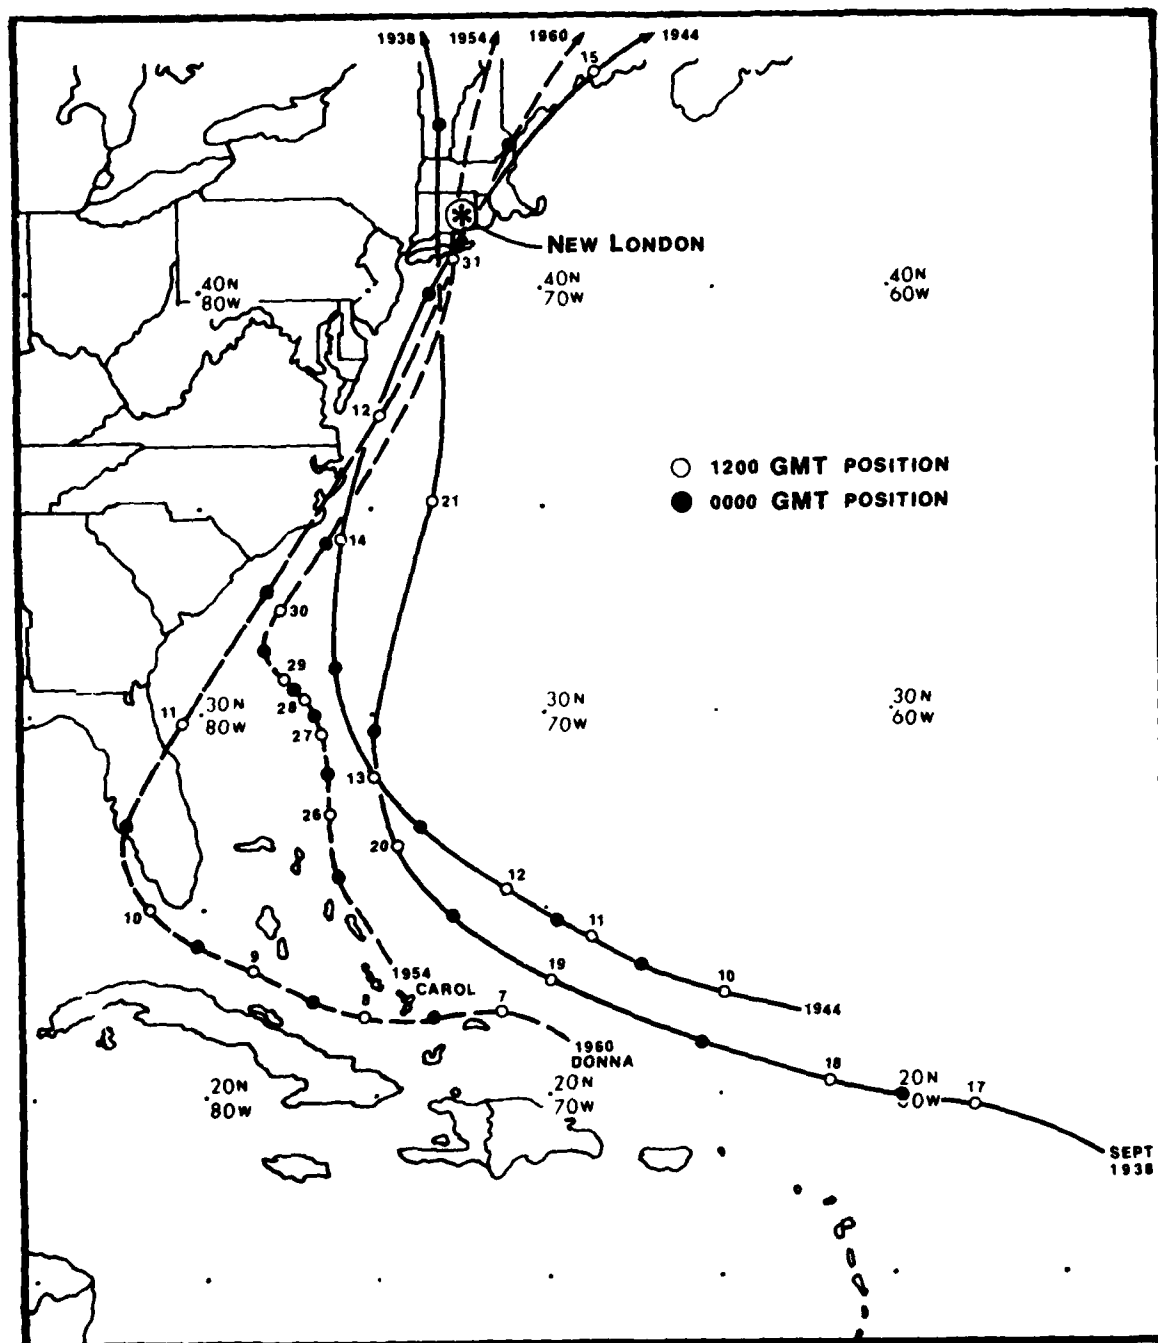 1938 1954 1960 1944
15
NEW LONDON
31
40N
80W
40N
70W
40N
60W
12
1200 GMT POSITION
0000 GMT POSITION
21
14
30
29
28
27
11
30N
80W
30N
70W
30N
60W
13
26
20
12
11
10
10
9
19
1954
CAROL
8
7
1944
1960
DONNA
18
17
20N
80W
20N
70W
20N
60W
SEPT
1938